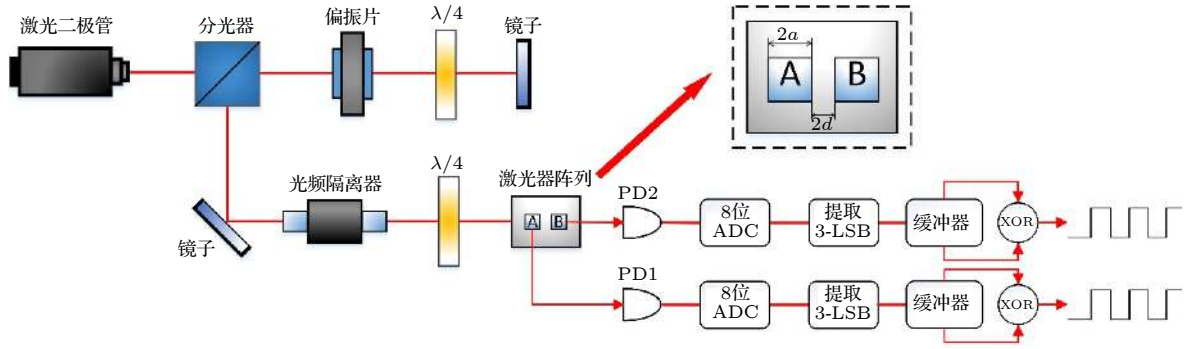 激光二极管
分光器
偏振片
λ/4
镜子
2a
A
B
2d
镜子
光频隔离器
λ/4
激光器阵列
A
B
PD2
8位
ADC
提取
3-LSB
缓冲器
XOR
PD1
8位
ADC
提取
3-LSB
缓冲器
XOR